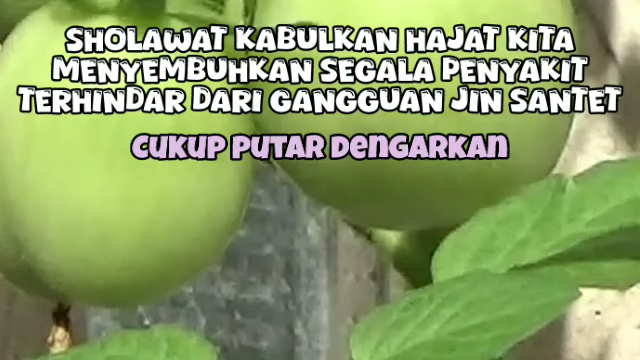 SHOLAWAT KABULKAN HAJAT KITA
MENYEMBUHKAN SEGALA PENYAKIT
TERHINDAR DARI GANGGUAN JIN SANTET
CUKUP PUTAR DENGARKAN